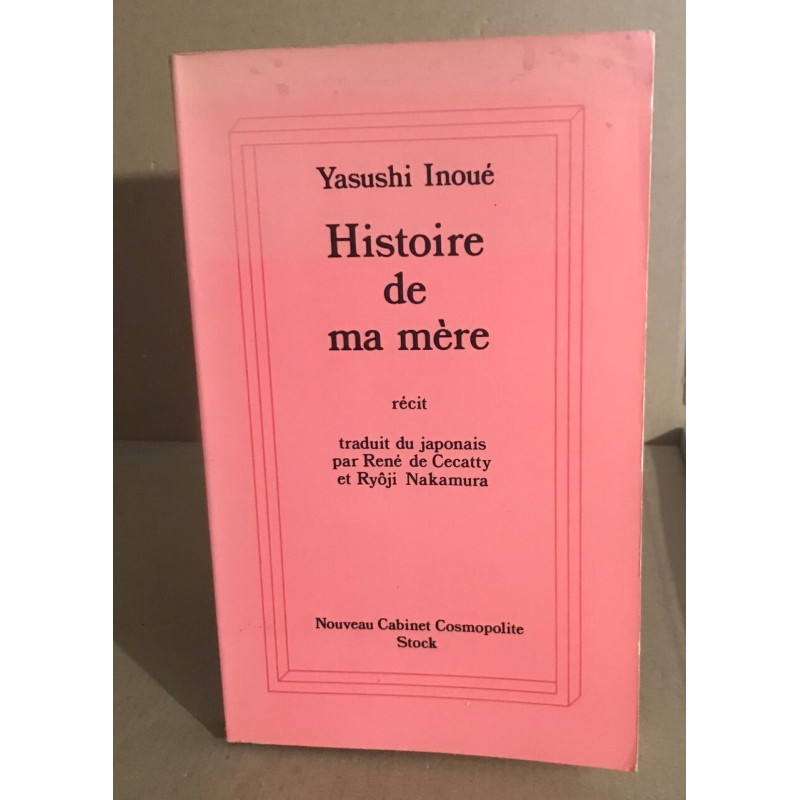 Yasushi Inoué
Histoire
de
ma mère
récit
traduit du japonais
par René de Cecatty
et Ryôji Nakamura
Nouveau Cabinet Cosmopolite
Stock